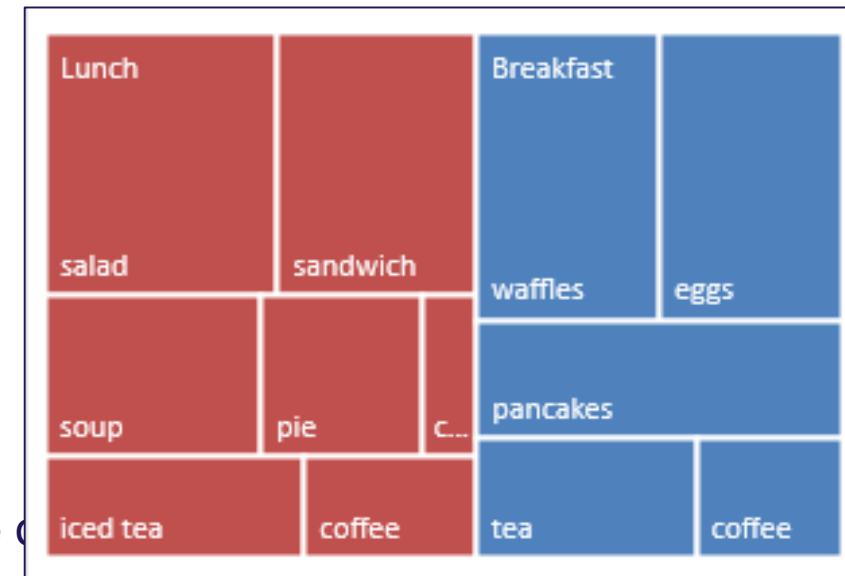 Lunch
salad
sandwich
soup
pie
c...
iced tea
coffee
Breakfast
waffles
eggs
pancakes
tea
coffee